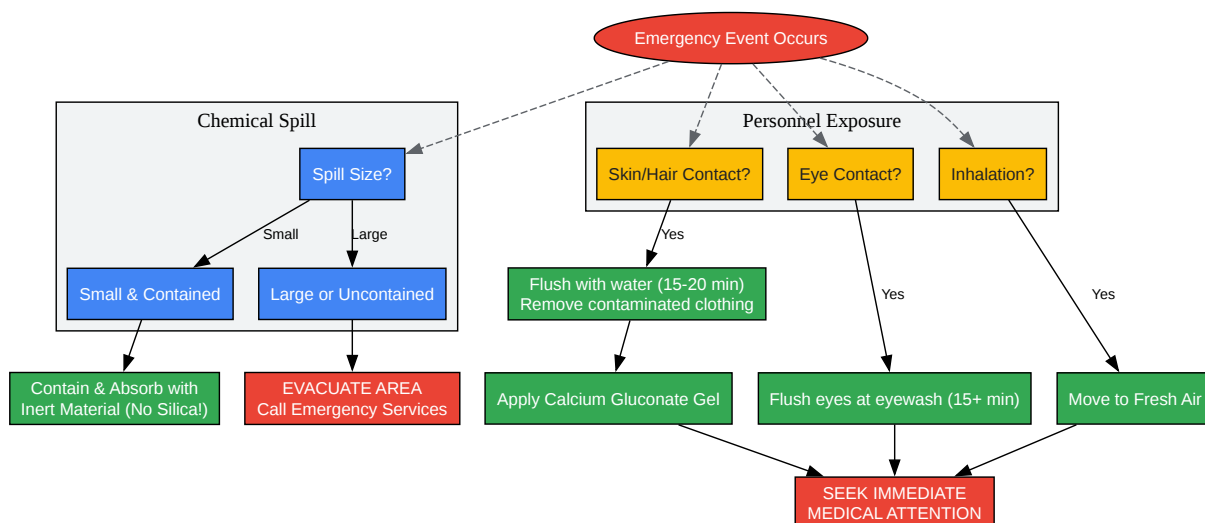 Emergency Event Occurs
Chemical Spill
Personnel Exposure
Spill Size?
Skin/Hair Contact?
Eye Contact?
Inhalation?
Small
Large
Yes
Small & Contained
Large or Uncontained
Flush with water (15-20 min)
Remove contaminated clothing
Yes
Yes
Contain & Absorb with
Inert Material (No Silica!)
EVACUATE AREA
Call Emergency Services
Apply Calcium Gluconate Gel
Flush eyes at eyewash (15+ min)
Move to Fresh Air
SEEK IMMEDIATE
MEDICAL ATTENTION